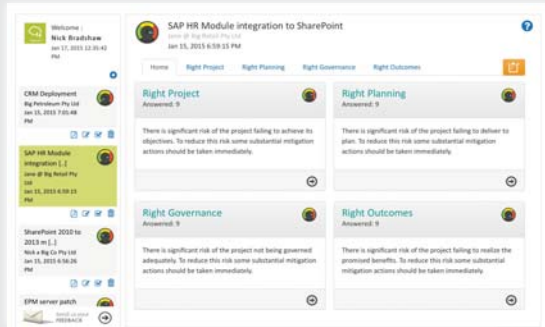 Welcome :
Nick Bradshaw
Jan 17, 2015 12:35:42
PM
CRM Deployment
Big Petroleum Pty Ltd
Jan 15, 2015 7:01:48
PM
SAP HR Module
integration [..]
Jane @ Big Retail Pty
Ltd
Jan 15, 2015 6:59:15
PM
SharePoint 2010 to
2013 m [..]
Nick a Big Co Pty Ltd
Jan 15, 2015 6:56:26
PM
EPM server patch
Send us your
FEEDBACK
SAP HR Module integration to SharePoint
Jane @ Big Retail Pty Ltd
Jan 15, 2015 6:59:15 PM
Home Right Project Right Planning Right Governance Right Outcomes
Right Project
Answered: 9
There is significant risk of the project failing to achieve its
objectives. To reduce this risk some substantial mitigation
actions should be taken immediately.
Right Planning
Answered: 9
There is significant risk of the project failing to deliver to
plan. To reduce this risk some substantial mitigation
actions should be taken immediately.
Right Governance
Answered: 9
There is significant risk of the project not being governed
adequately. To reduce this risk some substantial mitigation
actions should be taken immediately.
Right Outcomes
Answered: 9
There is significant risk of the project failing to realize the
promised benefits. To reduce this risk some substantial
mitigation actions should be taken immediately.